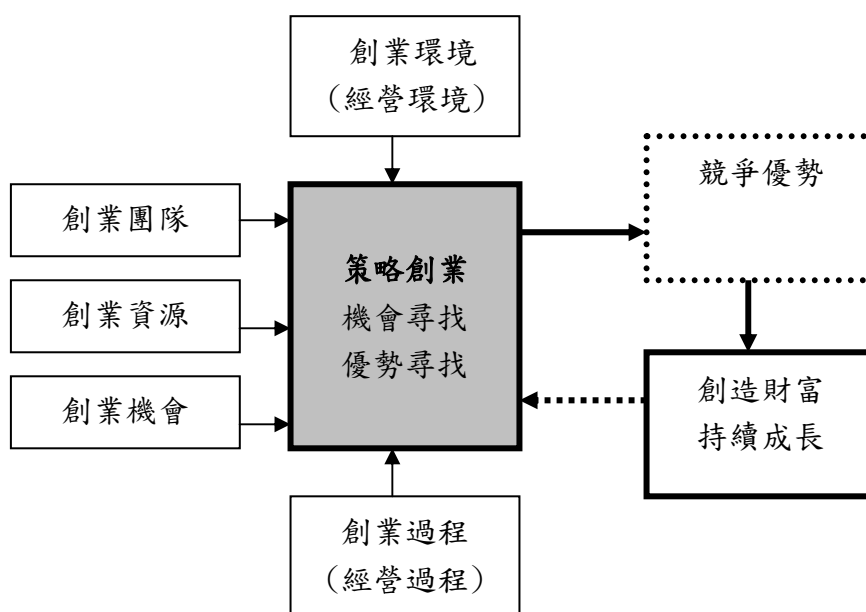 創業環境
(經營環境)
競爭優勢
創業團隊
策略創業
機會尋找
優勢尋找
創業資源
創業機會
創造財富
持續成長
創業過程
(經營過程)